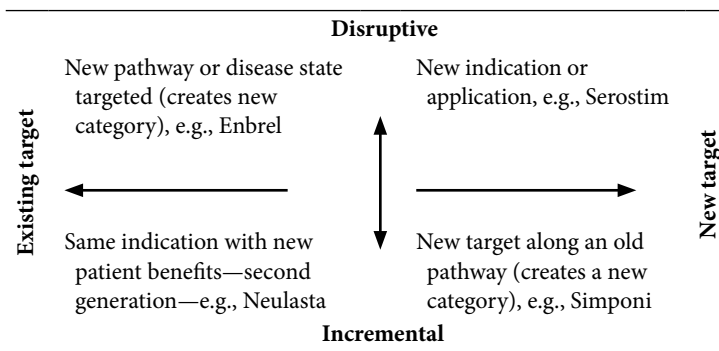 Disruptive
New pathway or disease state
targeted (creates new
category), e.g., Enbrel
New indication or
application, e.g., Serostim
Existing target
New target
Same indication with new
patient benefits—second
generation—e.g., Neulasta
New target along an old
pathway (creates a new
category), e.g., Simponi
Incremental